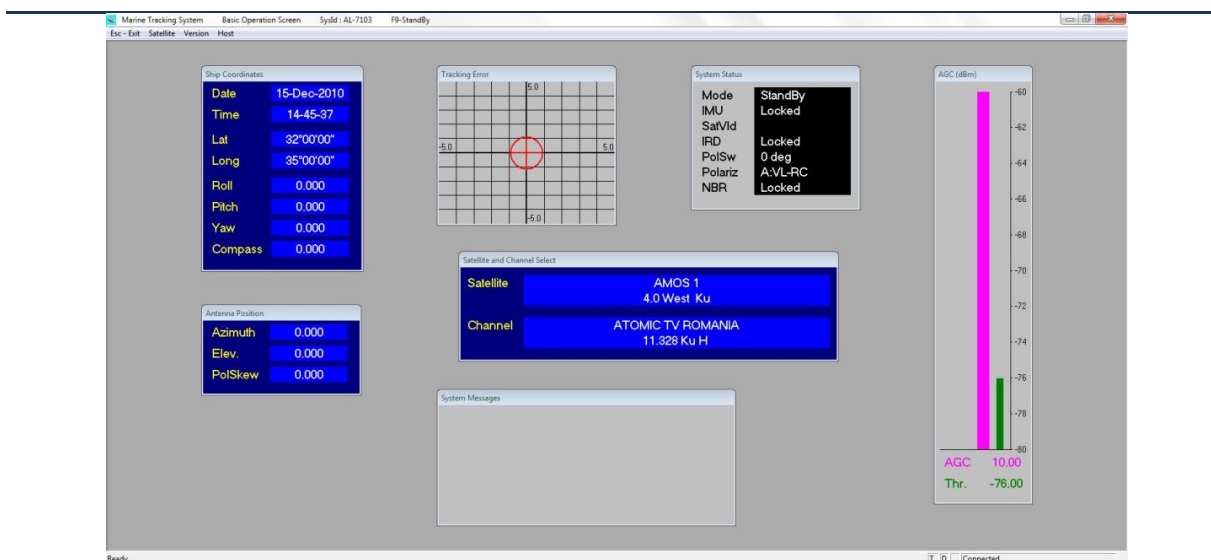 Marine Tracking System Basic Operation Screen SysId : AL-7103 F9-StandBy
Esc - Exit Satellite Version Host
Ship Coordinates
Date 15-Dec-2010
Time 14-45-37
Lat 32°00'00"
Long 35°00'00"
Roll 0.000
Pitch 0.000
Yaw 0.000
Compass 0.000
Antenna Position
Azimuth 0.000
Elev. 0.000
PolSkew 0.000
Tracking Error
5.0
-5.0 5.0
-5.0
System Status
Mode StandBy
IMU Locked
SatVld
IRD Locked
PolSw 0 deg
Polariz A:VL-RC
NBR Locked
Satellite and Channel Select
Satellite AMOS 1
4.0 West Ku
Channel ATOMIC TV ROMANIA
11.328 Ku H
System Messages
AGC (dBm)
-60
-62
-64
-66
-68
-70
-72
-74
-76
-78
-80
AGC 10.00
Thr. -76.00
Ready T D Connected